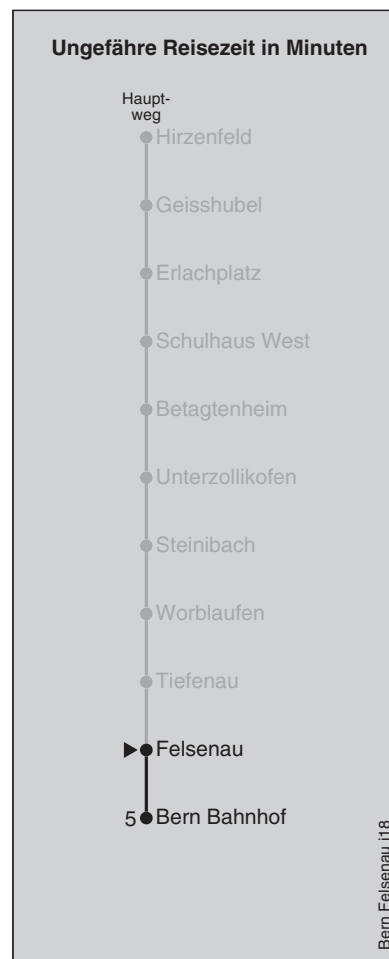 Ungefähre Reisezeit in Minuten
Haupt-
weg
Hirzenfeld
Geisshubel
Erlachplatz
Schulhaus West
Betagtenheim
Unterzollikofen
Steinibach
Worblaufen
Tiefenau
Felsenau
5 Bern Bahnhof
Bern Felsenau j18